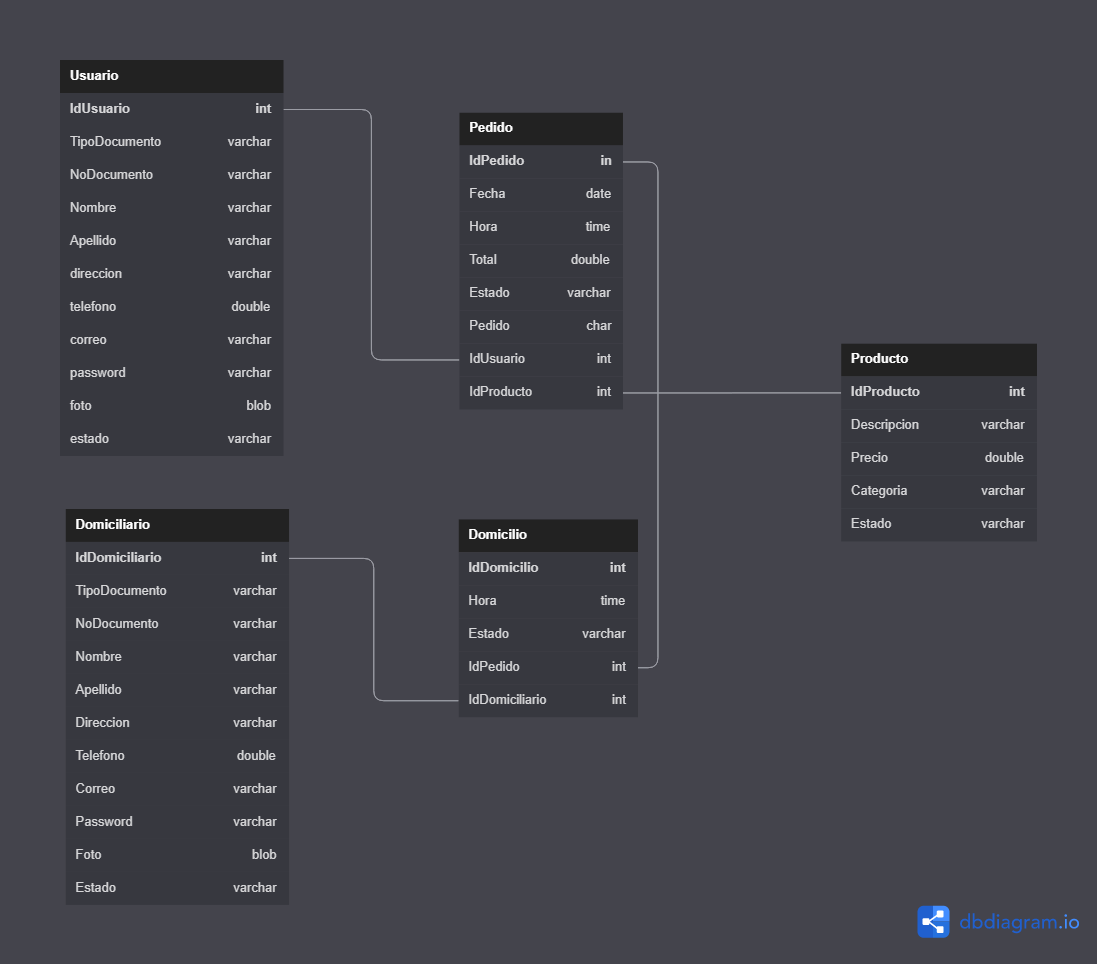 Usuario
IdUsuario int
TipoDocumento varchar
NoDocumento varchar
Nombre varchar
Apellido varchar
direccion varchar
telefono double
correo varchar
password varchar
foto blob
estado varchar
Pedido
IdPedido in
Fecha date
Hora time
Total double
Estado varchar
Pedido char
IdUsuario int
IdProducto int
Producto
IdProducto int
Descripcion varchar
Precio double
Categoria varchar
Estado varchar
Domiciliario
IdDomiciliario int
TipoDocumento varchar
NoDocumento varchar
Nombre varchar
Apellido varchar
Direccion varchar
Telefono double
Correo varchar
Password varchar
Foto blob
Estado varchar
Domicilio
IdDomicilio int
Hora time
Estado varchar
IdPedido int
IdDomiciliario int
dbdiagram.io